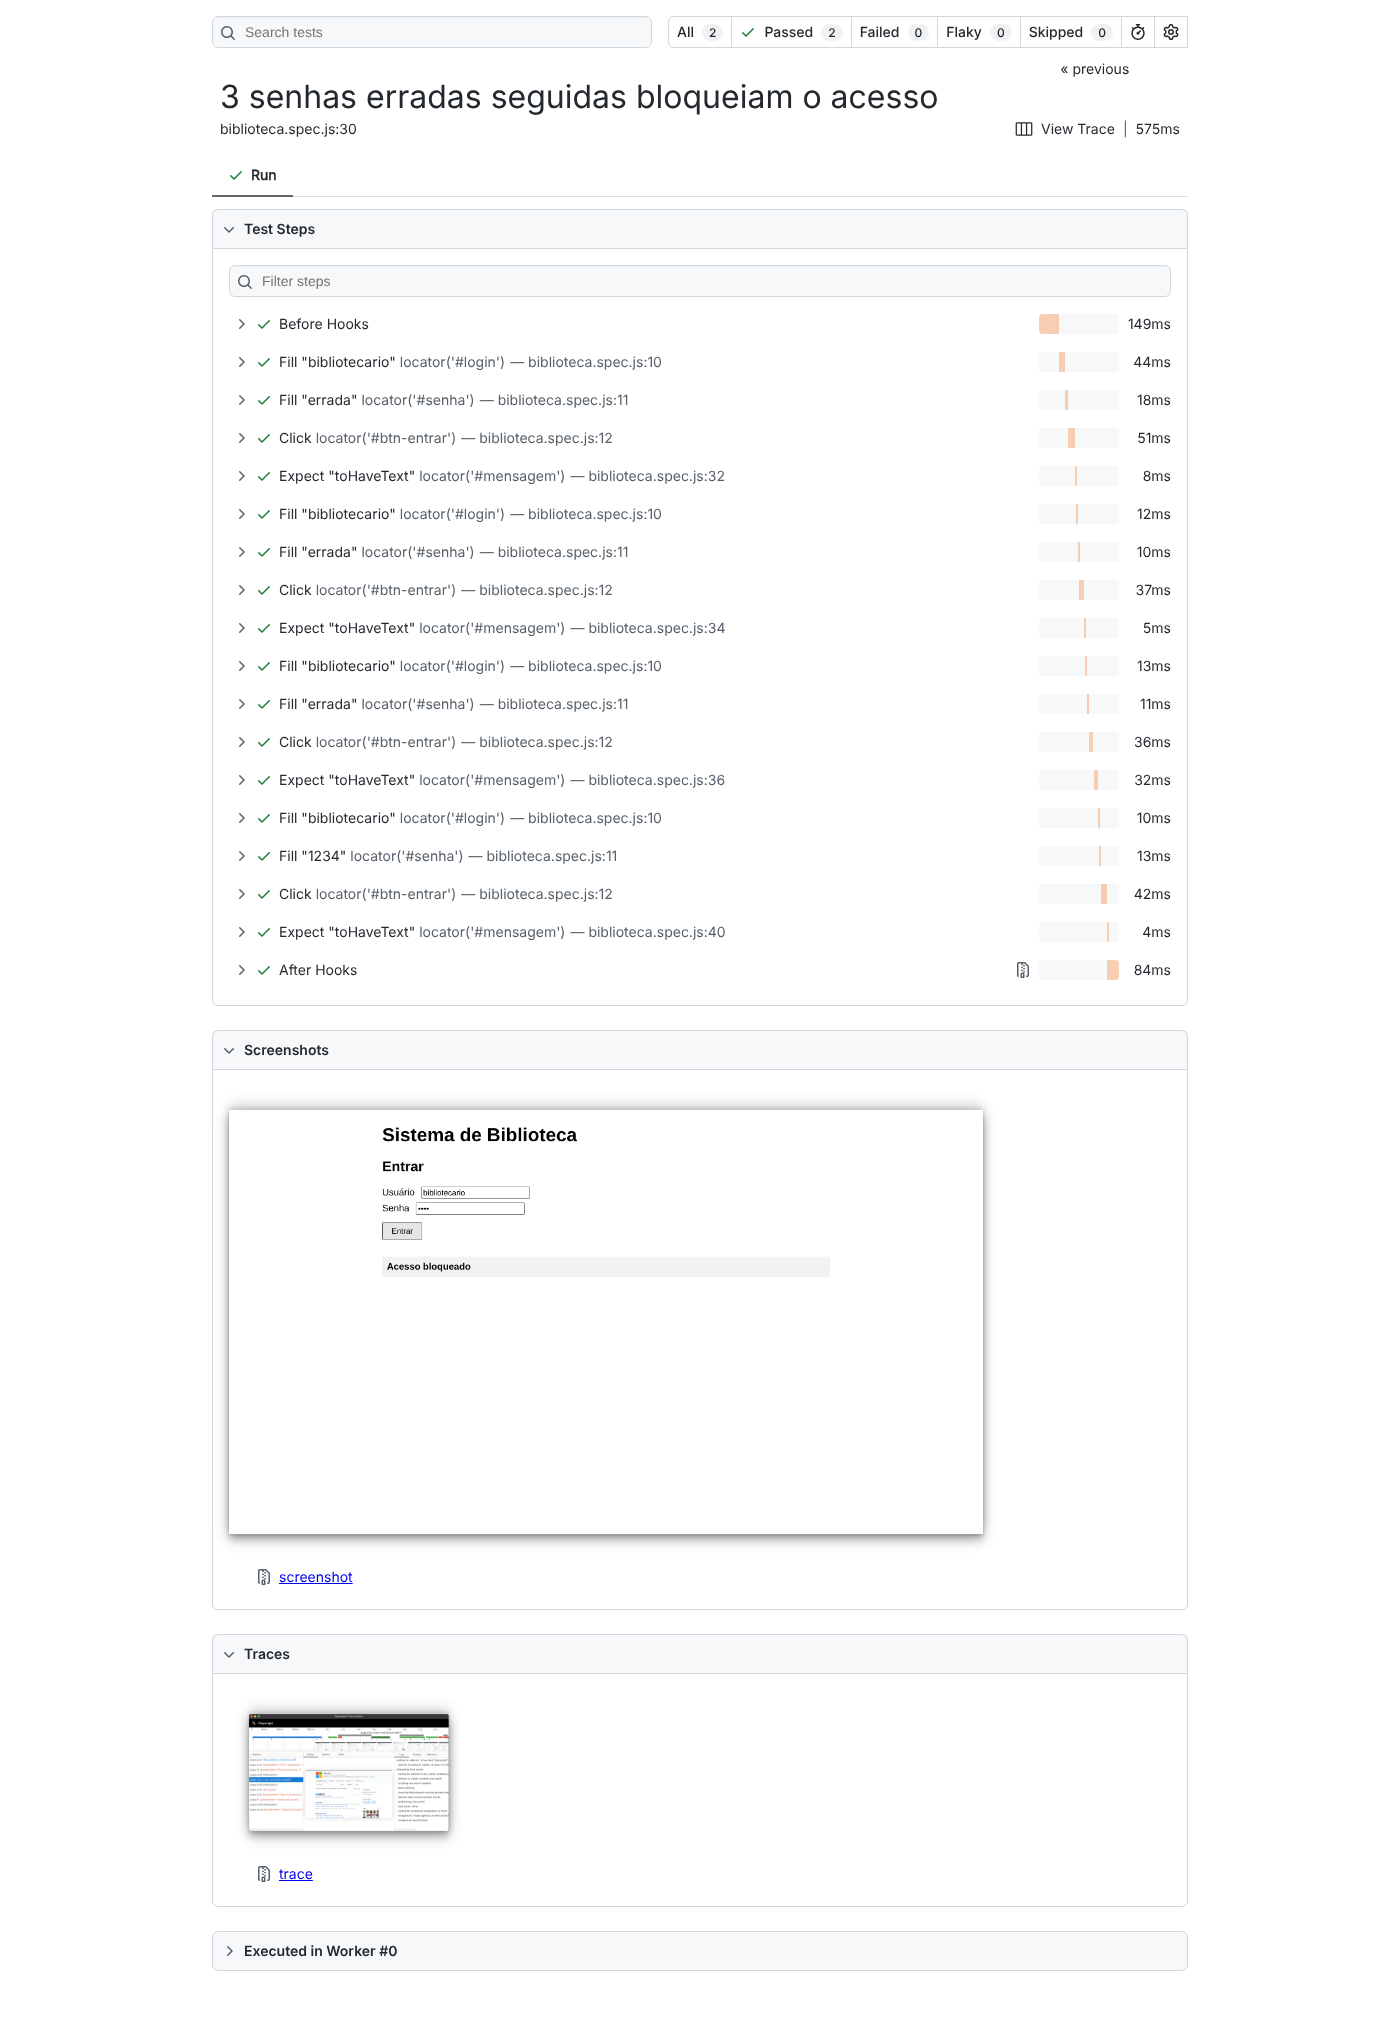 Search tests
All 2 Passed 2 Failed 0 Flaky 0 Skipped 0
« previous
3 senhas erradas seguidas bloqueiam o acesso
biblioteca.spec.js:30 View Trace | 575ms
Run
Test Steps
Filter steps
Before Hooks 149ms
Fill "bibliotecario" locator('#login') — biblioteca.spec.js:10 44ms
Fill "errada" locator('#senha') — biblioteca.spec.js:11 18ms
Click locator('#btn-entrar') — biblioteca.spec.js:12 51ms
Expect "toHaveText" locator('#mensagem') — biblioteca.spec.js:32 8ms
Fill "bibliotecario" locator('#login') — biblioteca.spec.js:10 12ms
Fill "errada" locator('#senha') — biblioteca.spec.js:11 10ms
Click locator('#btn-entrar') — biblioteca.spec.js:12 37ms
Expect "toHaveText" locator('#mensagem') — biblioteca.spec.js:34 5ms
Fill "bibliotecario" locator('#login') — biblioteca.spec.js:10 13ms
Fill "errada" locator('#senha') — biblioteca.spec.js:11 11ms
Click locator('#btn-entrar') — biblioteca.spec.js:12 36ms
Expect "toHaveText" locator('#mensagem') — biblioteca.spec.js:36 32ms
Fill "bibliotecario" locator('#login') — biblioteca.spec.js:10 10ms
Fill "1234" locator('#senha') — biblioteca.spec.js:11 13ms
Click locator('#btn-entrar') — biblioteca.spec.js:12 42ms
Expect "toHaveText" locator('#mensagem') — biblioteca.spec.js:40 4ms
After Hooks 84ms
Screenshots
Sistema de Biblioteca
Entrar
Usuário bibliotecario
Senha ••••
Entrar
Acesso bloqueado
screenshot
Traces
trace
Executed in Worker #0